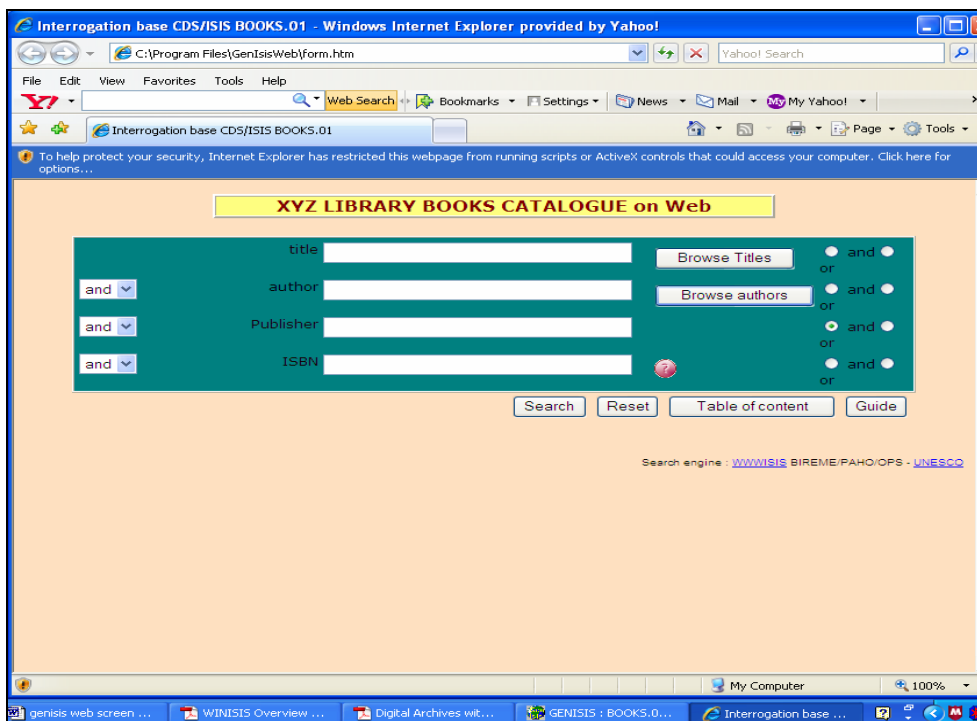 Interrogation base CDS/ISIS BOOKS.01 - Windows Internet Explorer provided by Yahoo!
C:\Program Files\GenIsisWeb\form.htm
Yahoo! Search
File Edit View Favorites Tools Help
Y! Web Search Bookmarks Settings News Mail My Yahoo!
Interrogation base CDS/ISIS BOOKS.01
Page Tools
To help protect your security, Internet Explorer has restricted this webpage from running scripts or ActiveX controls that could access your computer. Click here for
options...
XYZ LIBRARY BOOKS CATALOGUE on Web
title Browse Titles and
or
and author Browse authors and
or
and Publisher and
or
and ISBN ? and
or
Search Reset Table of content Guide
Search engine : WWWISIS BIREME/PAHO/OPS - UNESCO
My Computer 100%
genisis web screen ... WINISIS Overview ... Digital Archives wit... GENISIS : BOOKS.0... Interrogation base ...